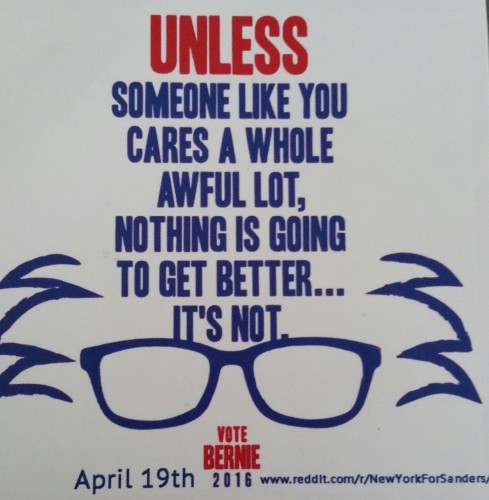 UNLESS
SOMEONE LIKE YOU
CARES A WHOLE
AWFUL LOT,
NOTHING IS GOING
TO GET BETTER...
IT'S NOT.
VOTE
BERNIE
April 19th 2016 www.reddit.com/r/NewYorkForSanders/